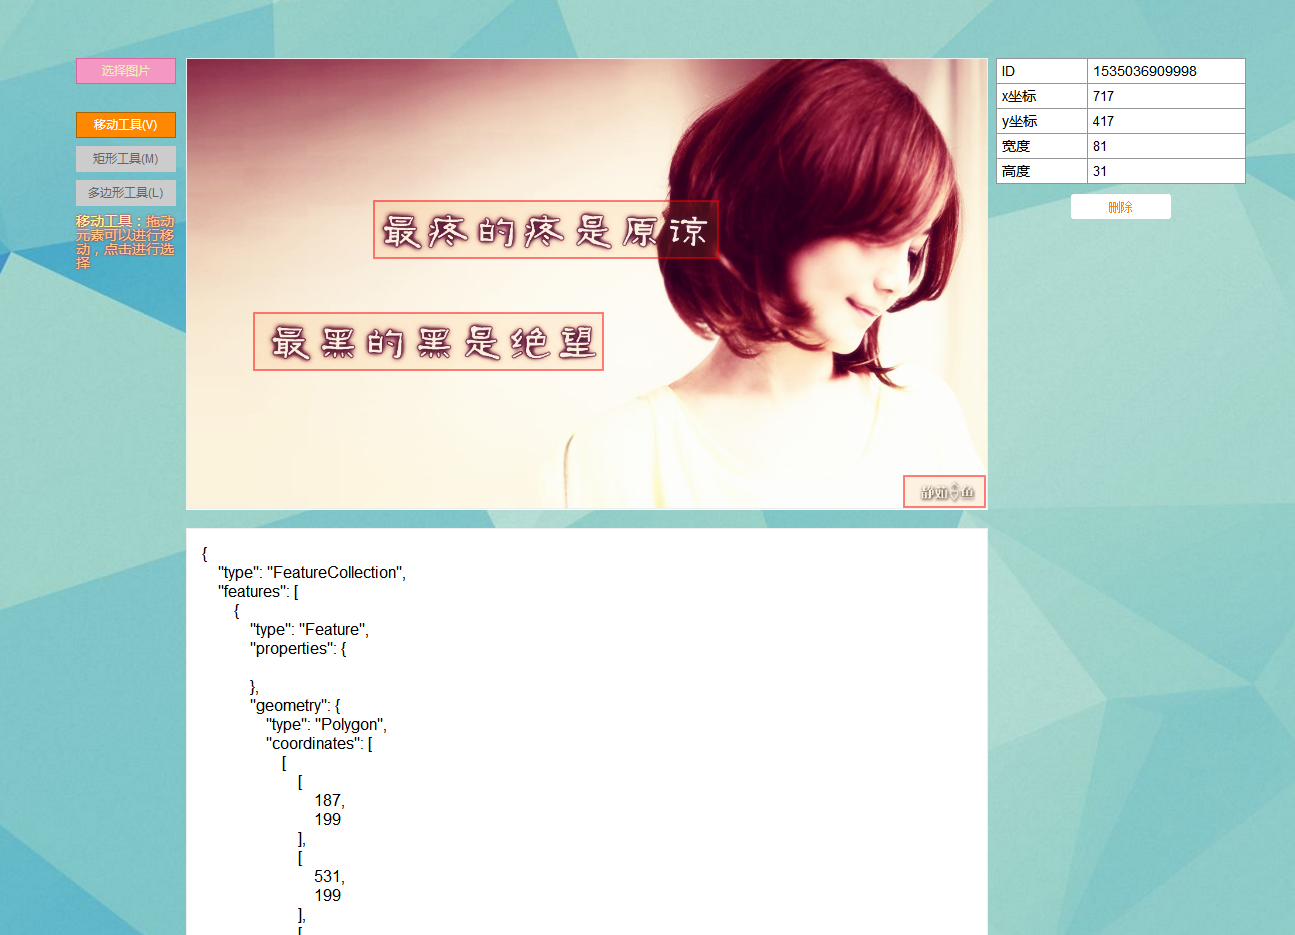 选择图片
移动工具(V)
矩形工具(M)
多边形工具(L)
移动工具：拖动
元素可以进行移
动，点击进行选
择
最疼的疼是原谅
最黑的黑是绝望
静茹鱼
ID 1535036909998
x坐标 717
y坐标 417
宽度 81
高度 31
删除
{
"type": "FeatureCollection",
"features": [
{
"type": "Feature",
"properties": {
},
"geometry": {
"type": "Polygon",
"coordinates": [
[
[
187,
199
],
[
531,
199
],
[